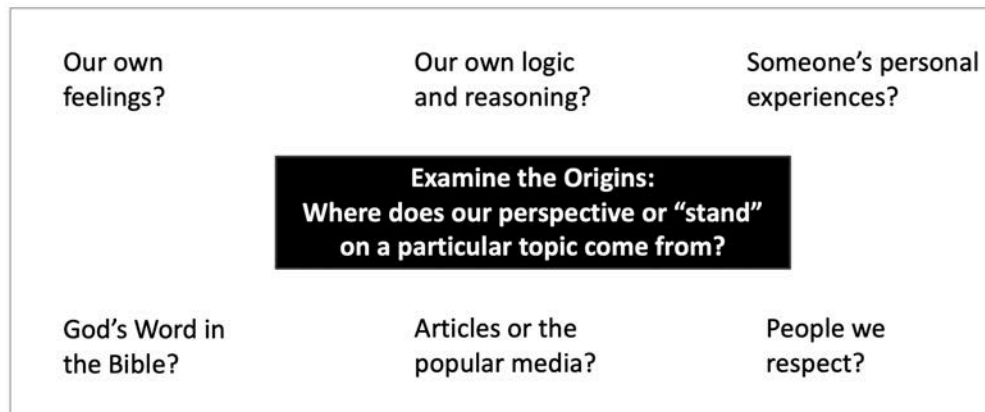 Our own
feelings?
Our own logic
and reasoning?
Someone’s personal
experiences?
Examine the Origins:
Where does our perspective or “stand”
on a particular topic come from?
God’s Word in
the Bible?
Articles or the
popular media?
People we
respect?